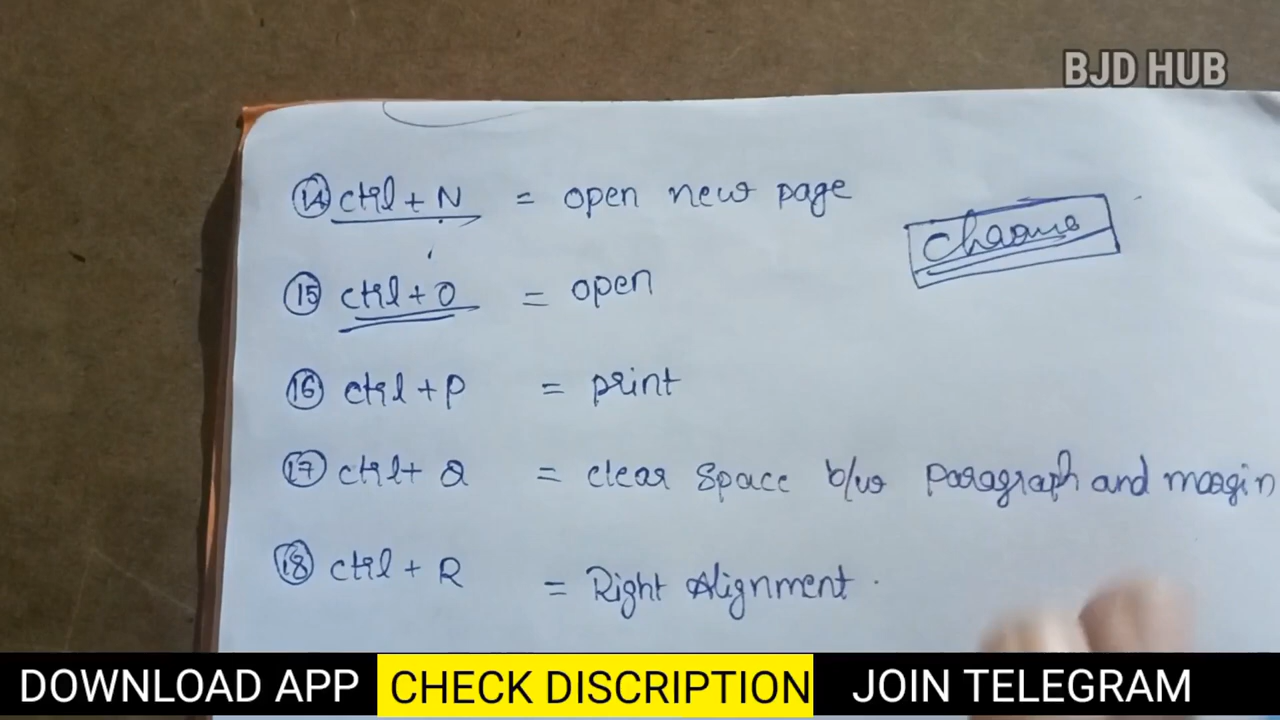 BJD HUB
14 ctrl + N = open new page
chrome
15 ctrl + O = open
16 ctrl + P = print
17 ctrl + Q = clear space b/w paragraph and margin
18 ctrl + R = Right Alignment
DOWNLOAD APP CHECK DISCRIPTION JOIN TELEGRAM